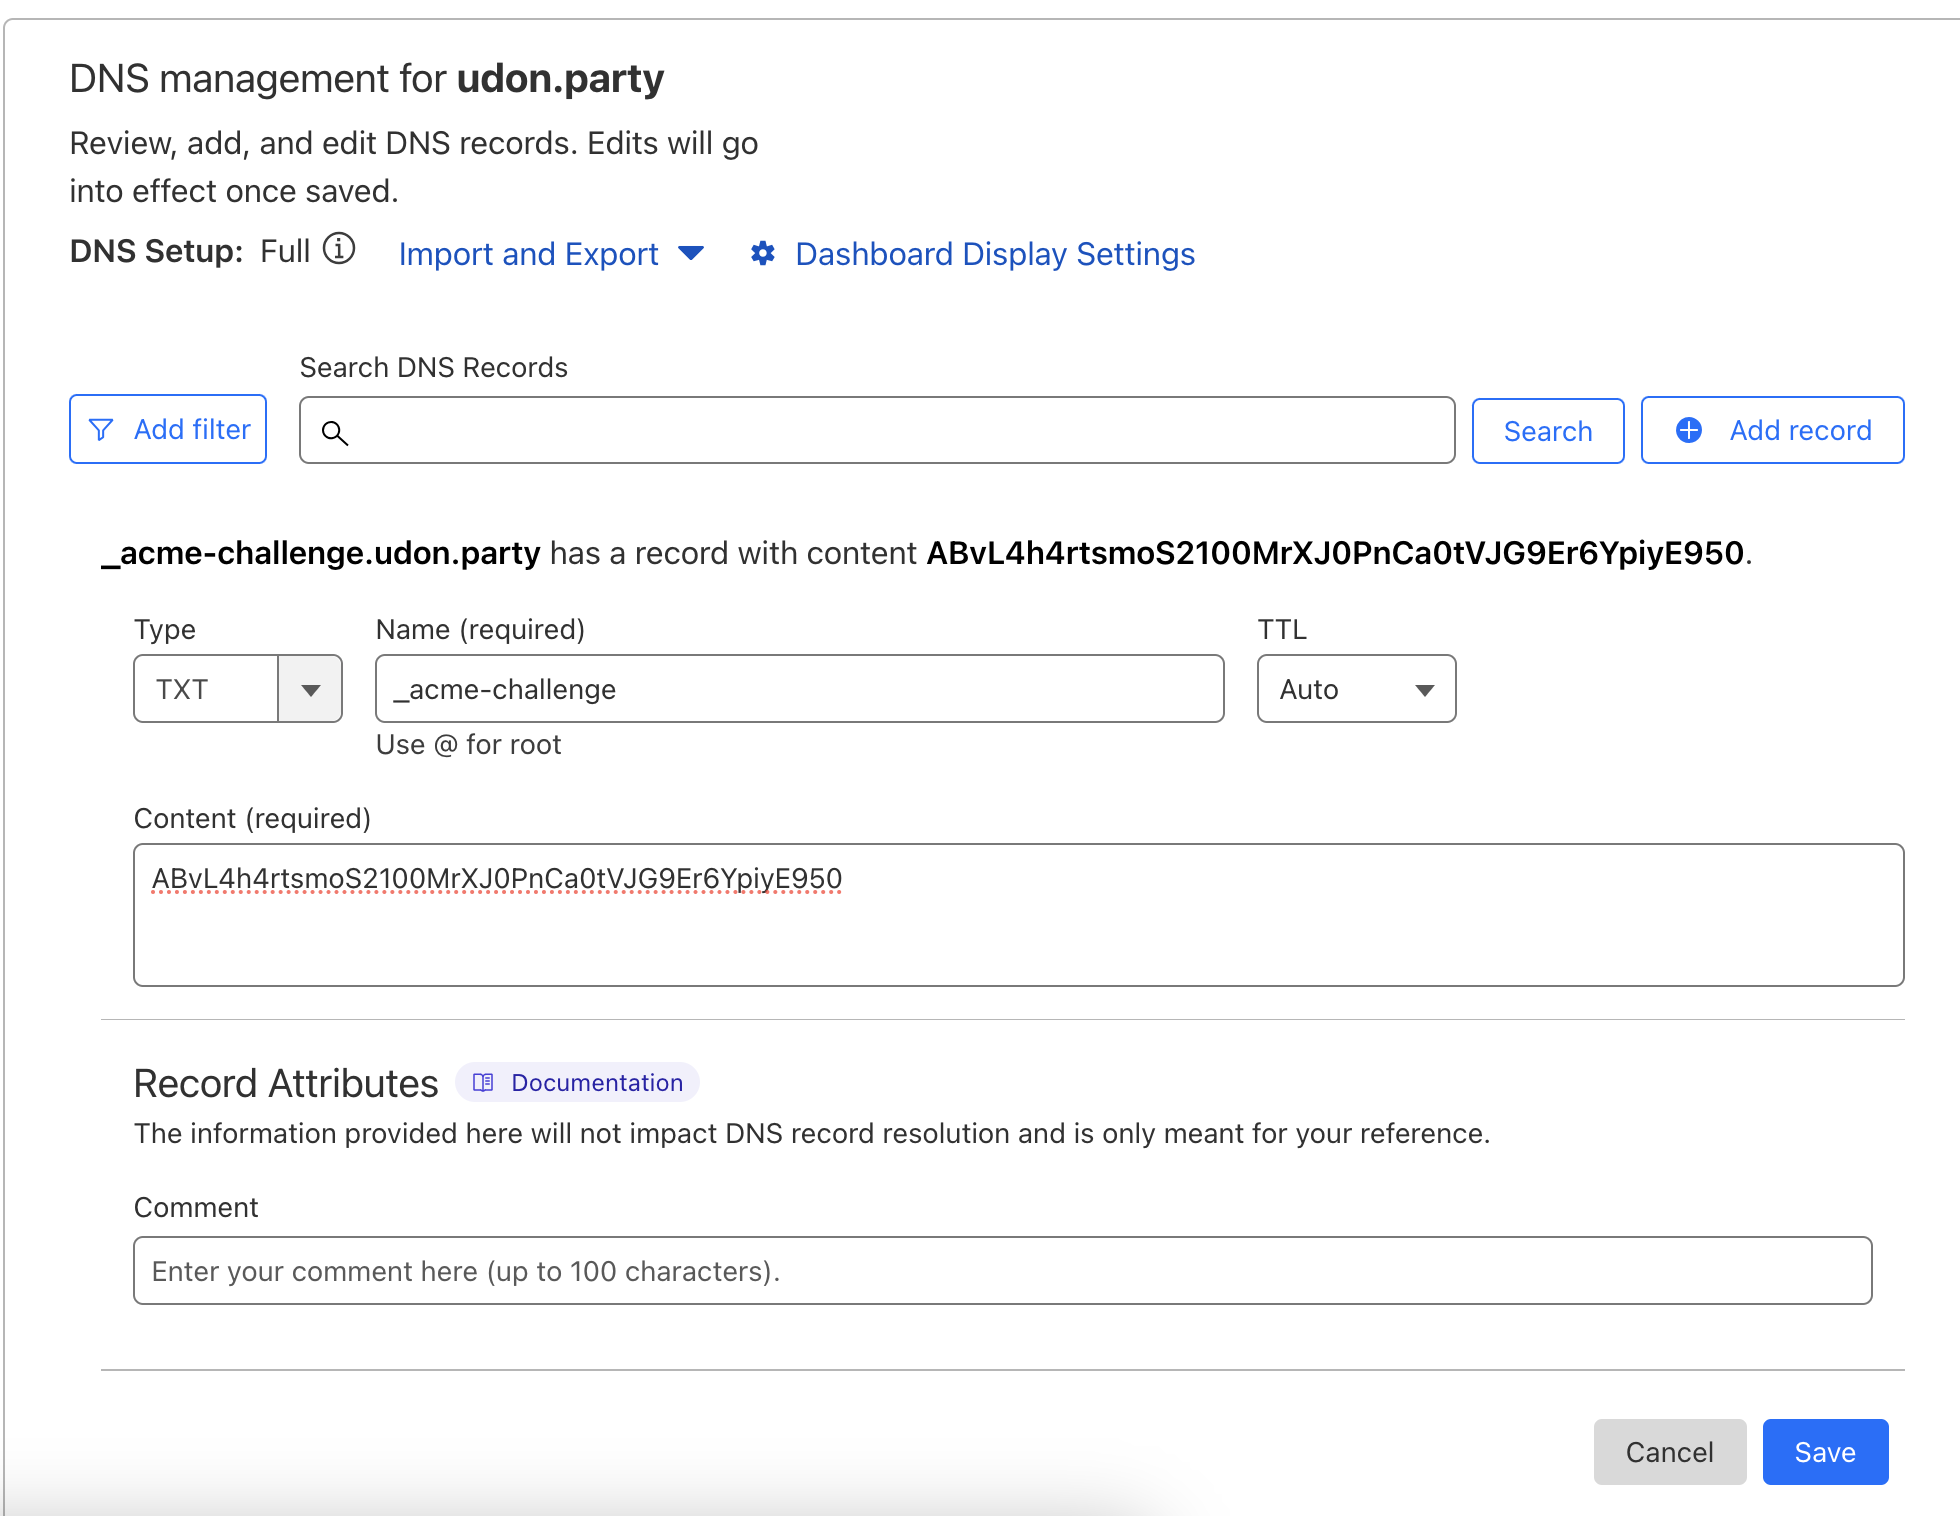 DNS management for udon.party
Review, add, and edit DNS records. Edits will go
into effect once saved.
DNS Setup: Full Import and Export Dashboard Display Settings
Search DNS Records
Add filter Search Add record
_acme-challenge.udon.party has a record with content ABvL4h4rtsmoS2100MrXJ0PnCa0tVJG9Er6YpiyE950.
Type Name (required) TTL
TXT _acme-challenge Auto
Use @ for root
Content (required)
ABvL4h4rtsmoS2100MrXJ0PnCa0tVJG9Er6YpiyE950
Record Attributes Documentation
The information provided here will not impact DNS record resolution and is only meant for your reference.
Comment
Enter your comment here (up to 100 characters).
Cancel Save